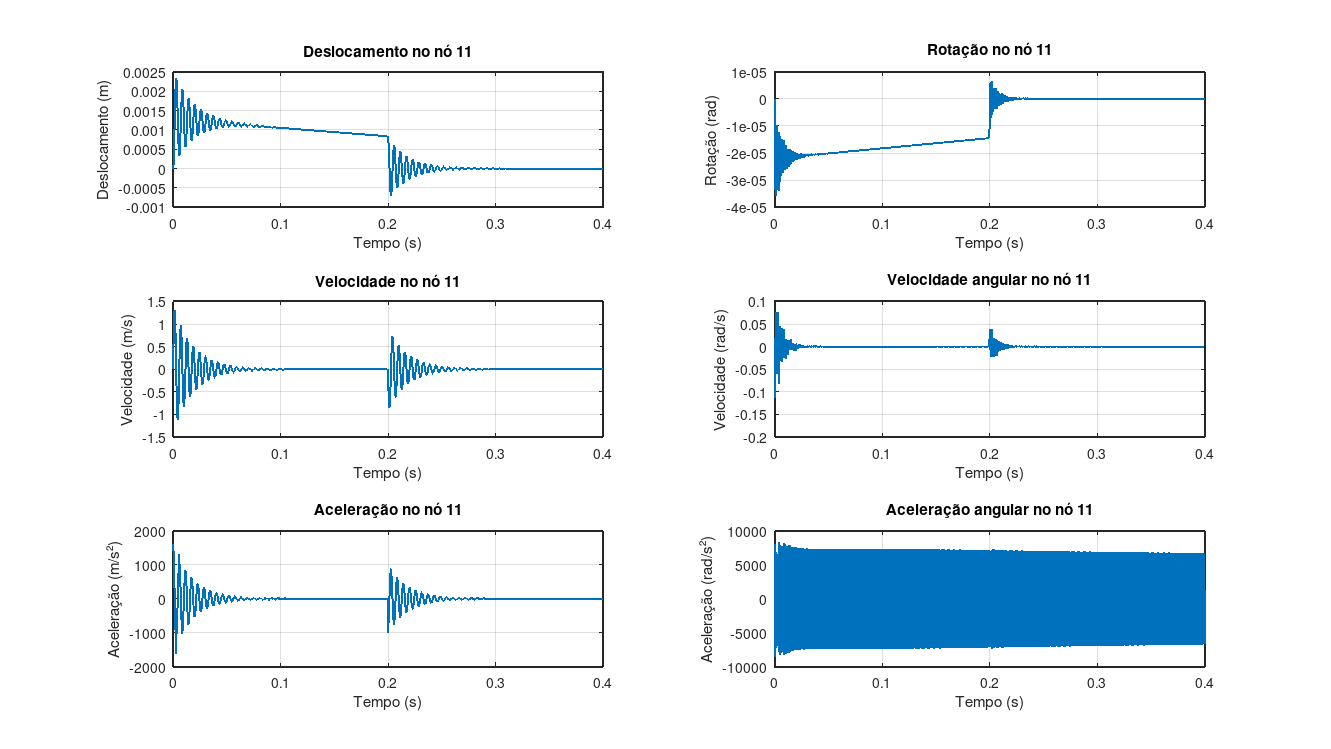 Deslocamento no nó 11
0.0025
0.002
0.0015
0.001
0.0005
0
-0.0005
-0.001
Deslocamento (m)
0 0.1 0.2 0.3 0.4
Tempo (s)
Rotação no nó 11
1e-05
0
-1e-05
-2e-05
-3e-05
-4e-05
Rotação (rad)
0 0.1 0.2 0.3 0.4
Tempo (s)
Velocidade no nó 11
1.5
1
0.5
0
-0.5
-1
-1.5
Velocidade (m/s)
0 0.1 0.2 0.3 0.4
Tempo (s)
Velocidade angular no nó 11
0.1
0.05
0
-0.05
-0.1
-0.15
-0.2
Velocidade (rad/s)
0 0.1 0.2 0.3 0.4
Tempo (s)
Aceleração no nó 11
2000
1000
0
-1000
-2000
Aceleração (m/s²)
0 0.1 0.2 0.3 0.4
Tempo (s)
Aceleração angular no nó 11
10000
5000
0
-5000
-10000
Aceleração (rad/s²)
0 0.1 0.2 0.3 0.4
Tempo (s)